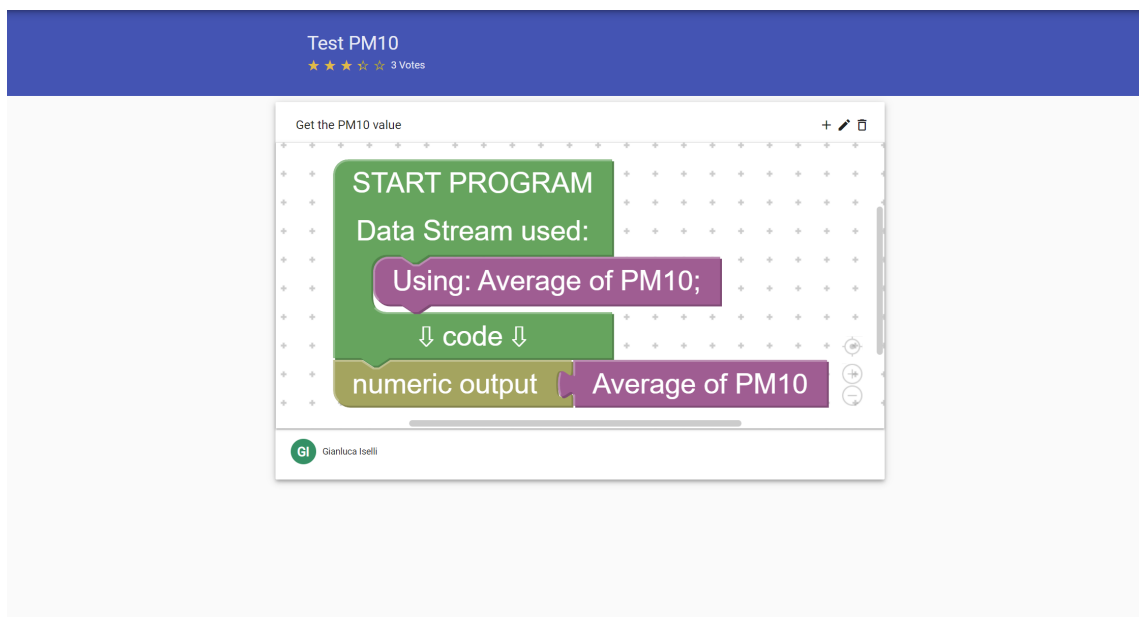 Test PM10
3 Votes
Get the PM10 value
START PROGRAM
Data Stream used:
Using: Average of PM10;
⇩ code ⇩
numeric output Average of PM10
GI Gianluca Iselli